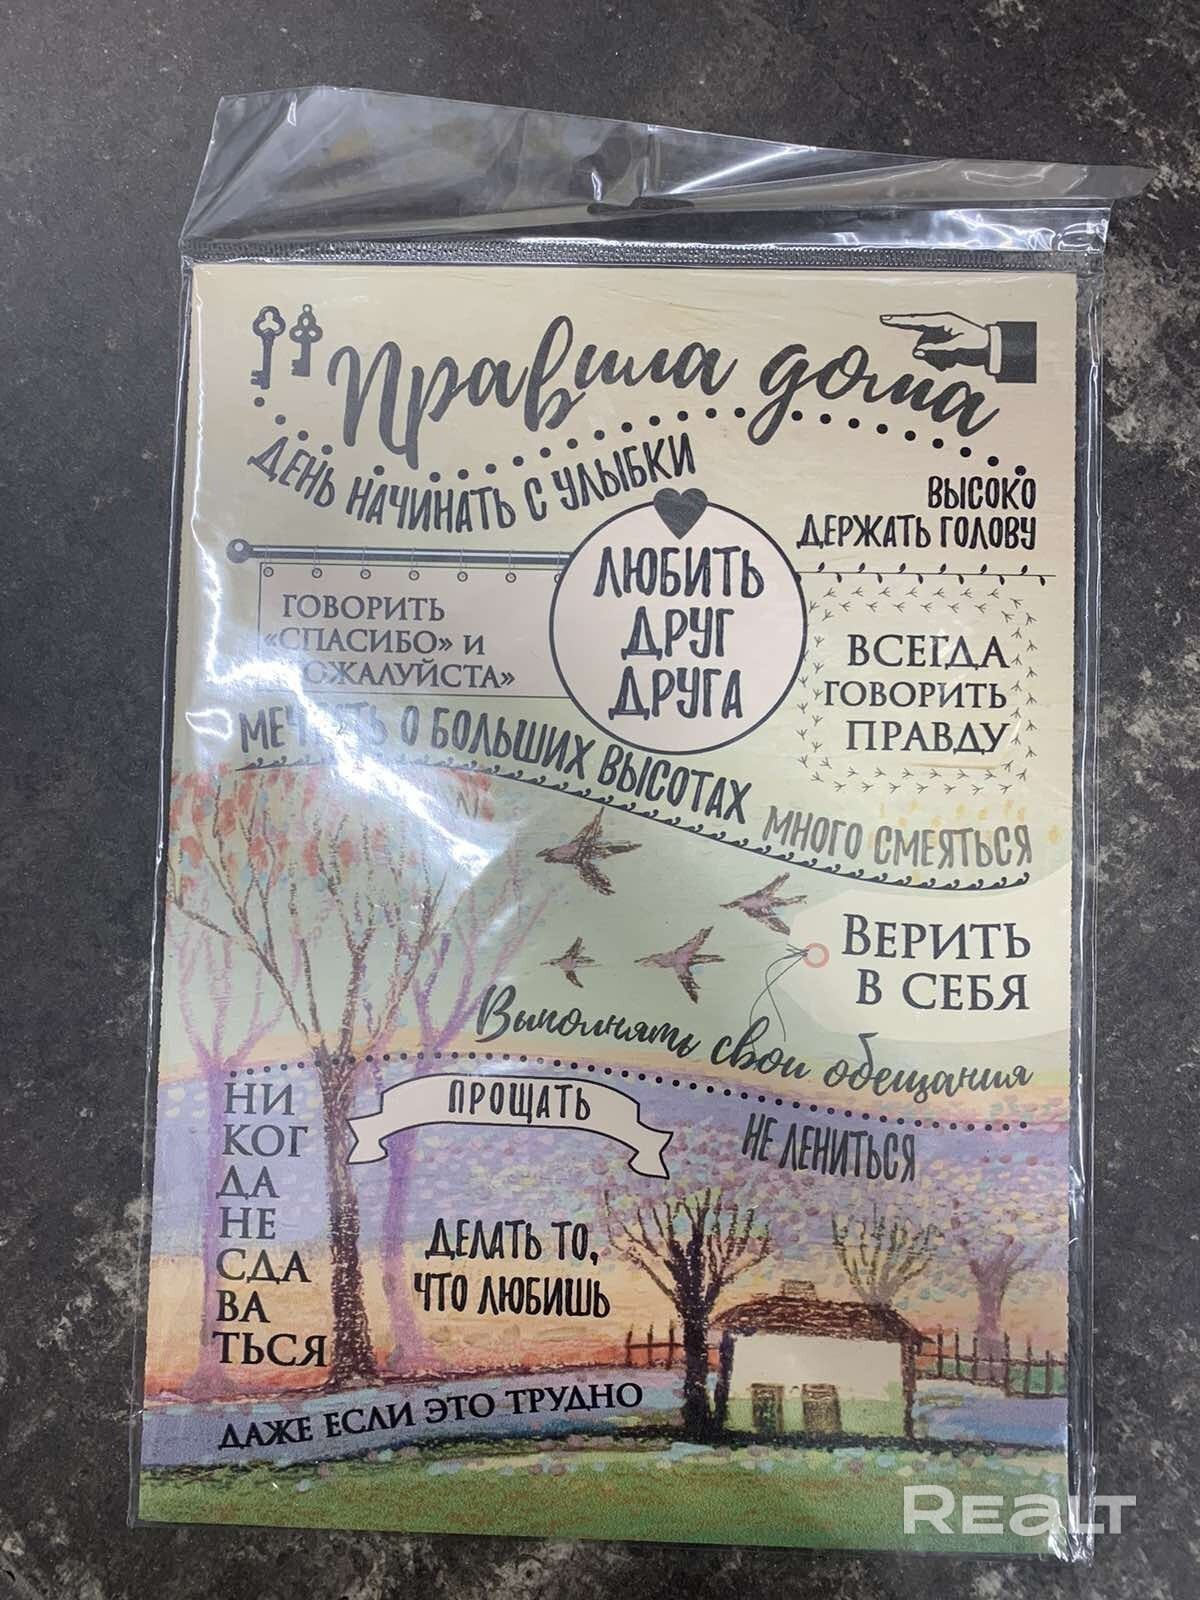 Правила дома
ДЕНЬ НАЧИНАТЬ С УЛЫБКИ
ВЫСОКО
ДЕРЖАТЬ ГОЛОВУ
ЛЮБИТЬ
ДРУГ
ДРУГА
ГОВОРИТЬ
«СПАСИБО» И
ПОЖАЛУЙСТА»
ВСЕГДА
ГОВОРИТЬ
ПРАВДУ
МЕЧТАТЬ О БОЛЬШИХ ВЫСОТАХ
МНОГО СМЕЯТЬСЯ
ВЕРИТЬ
В СЕБЯ
Выполнять свои обещания
ПРОЩАТЬ
НЕ ЛЕНИТЬСЯ
НИ
КОГ
ДА
НЕ
СДА
ВА
ТЬСЯ
ДЕЛАТЬ ТО,
ЧТО ЛЮБИШЬ
ДАЖЕ ЕСЛИ ЭТО ТРУДНО
REALT